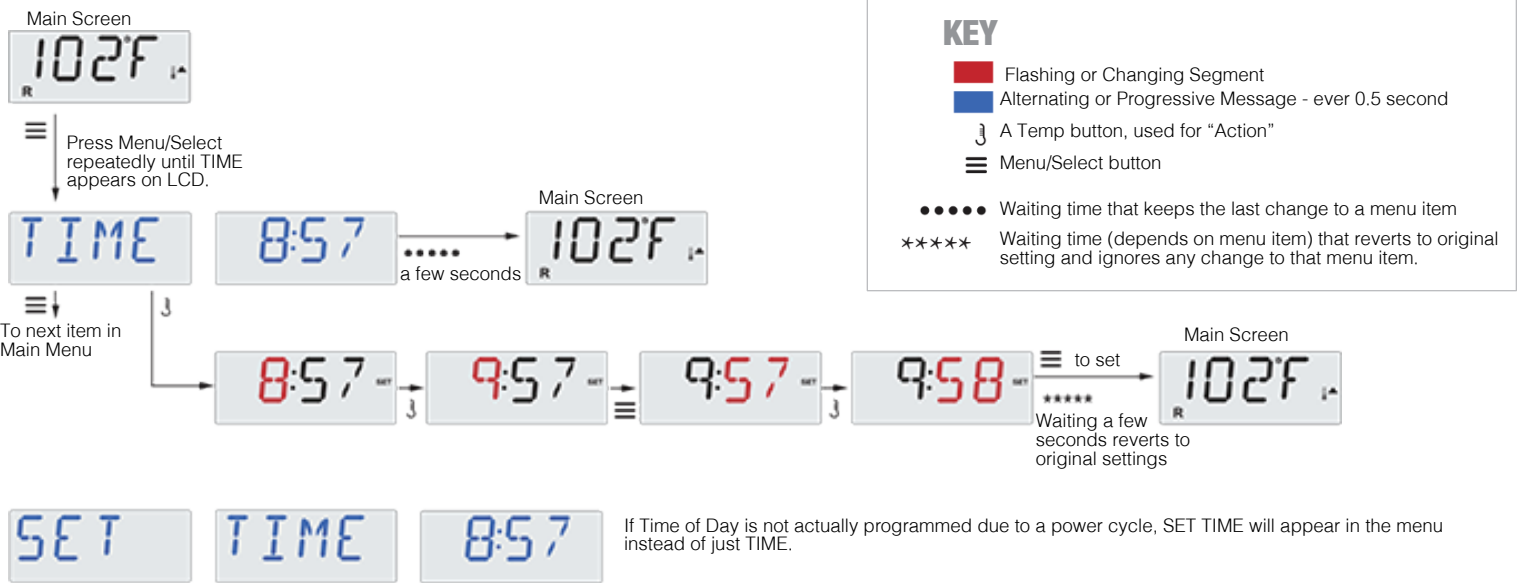 Main Screen
102°F
R
Press Menu/Select
repeatedly until TIME
appears on LCD.
TIME
8:57
a few seconds
Main Screen
102°F
R
To next item in
Main Menu
8:57 SET
9:57 SET
9:57 SET
9:58 SET
to set
*****
Waiting a few
seconds reverts to
original settings
Main Screen
102°F
R
SET
TIME
8:57
If Time of Day is not actually programmed due to a power cycle, SET TIME will appear in the menu
instead of just TIME.
KEY
Flashing or Changing Segment
Alternating or Progressive Message - ever 0.5 second
A Temp button, used for “Action”
Menu/Select button
••••• Waiting time that keeps the last change to a menu item
***** Waiting time (depends on menu item) that reverts to original
setting and ignores any change to that menu item.